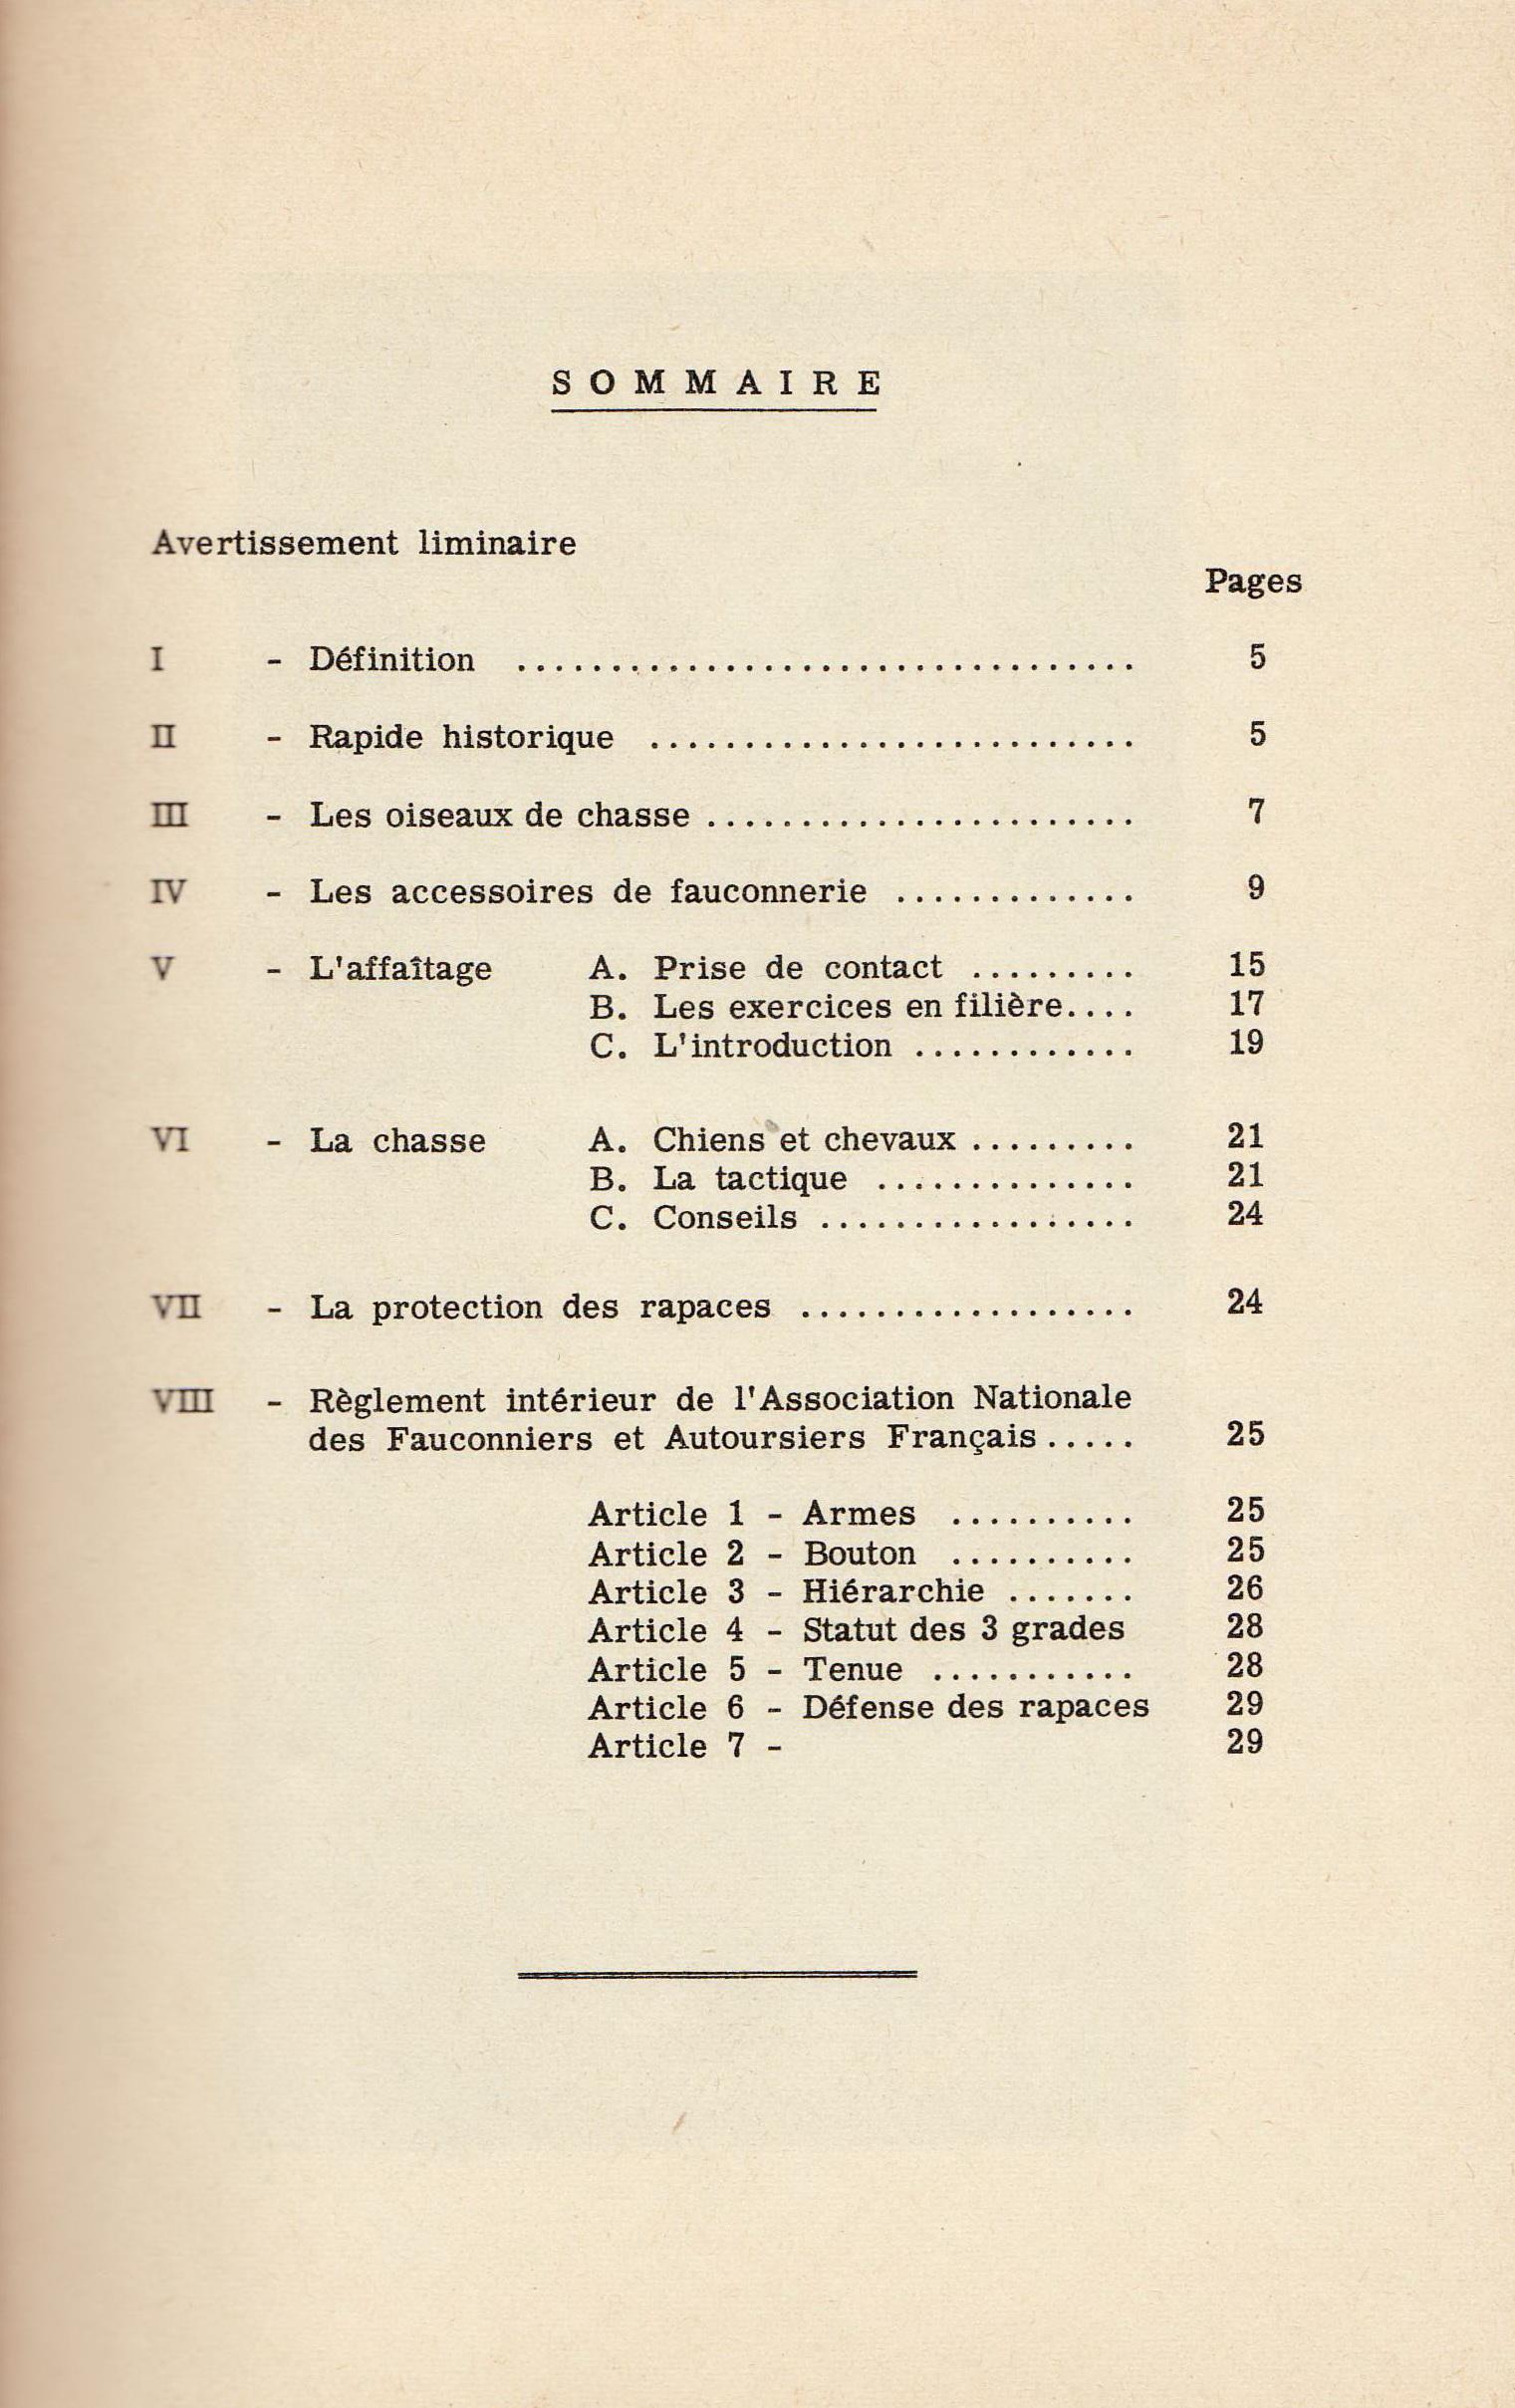 SOMMAIRE
Avertissement liminaire
Pages
I - Définition ................................. 5
II - Rapide historique .......................... 5
III - Les oiseaux de chasse ....................... 7
IV - Les accessoires de fauconnerie ............. 9
V - L'affaîtage A. Prise de contact ......... 15
B. Les exercices en filière.... 17
C. L'introduction ............ 19
VI - La chasse A. Chiens et chevaux ......... 21
B. La tactique .............. 21
C. Conseils ................. 24
VII - La protection des rapaces .................. 24
VIII - Règlement intérieur de l'Association Nationale
des Fauconniers et Autoursiers Français..... 25
Article 1 - Armes .......... 25
Article 2 - Bouton .......... 25
Article 3 - Hiérarchie ....... 26
Article 4 - Statut des 3 grades 28
Article 5 - Tenue ........... 28
Article 6 - Défense des rapaces 29
Article 7 - 29